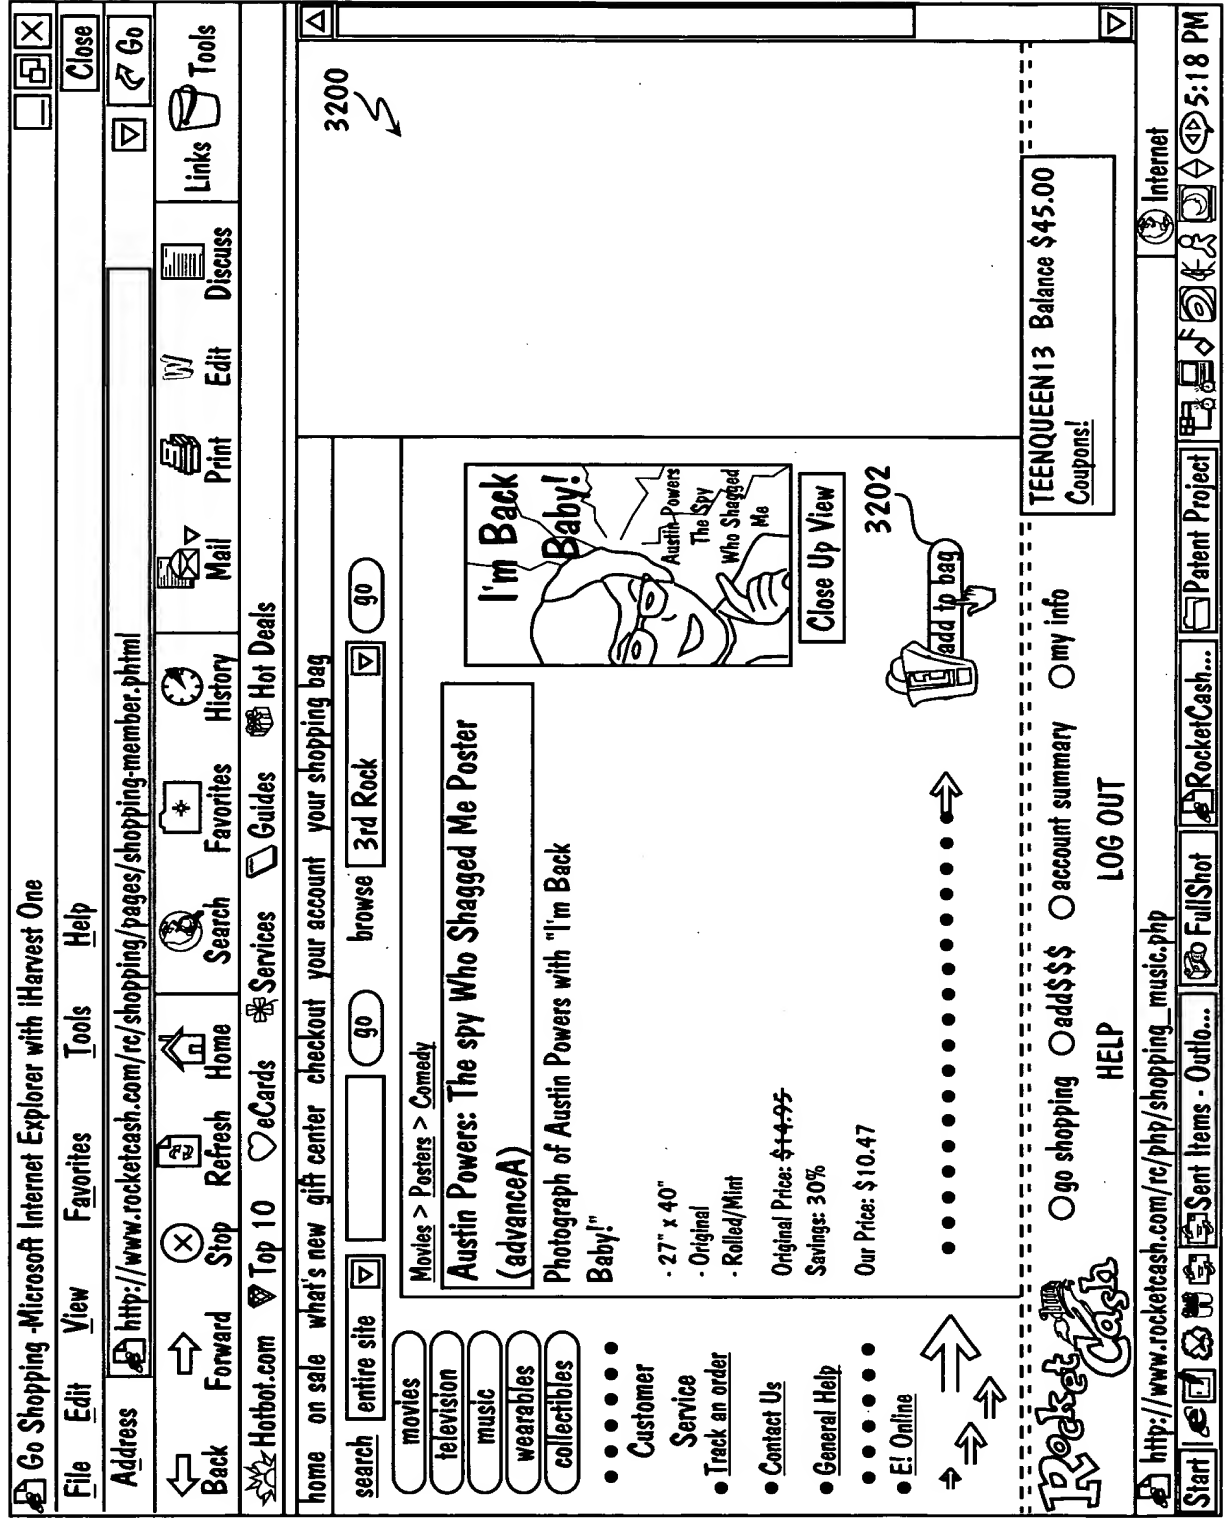 Go Shopping -Microsoft Internet Explorer with iHarvest One
File Edit View Favorites Tools Help Close
Address http://www.rocketcash.com/rc/shopping/pages/shopping-member.phtml Go
Back Forward Stop Refresh Home Search Favorites History Mail Print Edit Discuss Links Tools
Hotbot.com Top 10 eCards Services Guides Hot Deals
home on sale what's new gift center checkout your account your shopping bag
search entire site go browse 3rd Rock go
3200
movies
television
music
wearables
collectibles
Customer
Service
• Track an order
• Contact Us
• General Help
• E! Online
Movies > Posters > Comedy
Austin Powers: The spy Who Shagged Me Poster
(advanceA)
Photograph of Austin Powers with "I'm Back
Baby!"
- 27" x 40"
- Original
- Rolled/Mint
Original Price: $14.95
Savings: 30%
Our Price: $10.47
I'm Back
Baby!
Austin Powers
The Spy
Who Shagged
Me
Close Up View
3202
add to bag
Rocket
Cash
go shopping add$$$ account summary my info
HELP LOG OUT
TEENQUEEN13 Balance $45.00
Coupons!
http://www.rocketcash.com/rc/php/shopping_music.php Internet
Start Sent Items - Outlo... FullShot RocketCash... Patent Project 5:18 PM